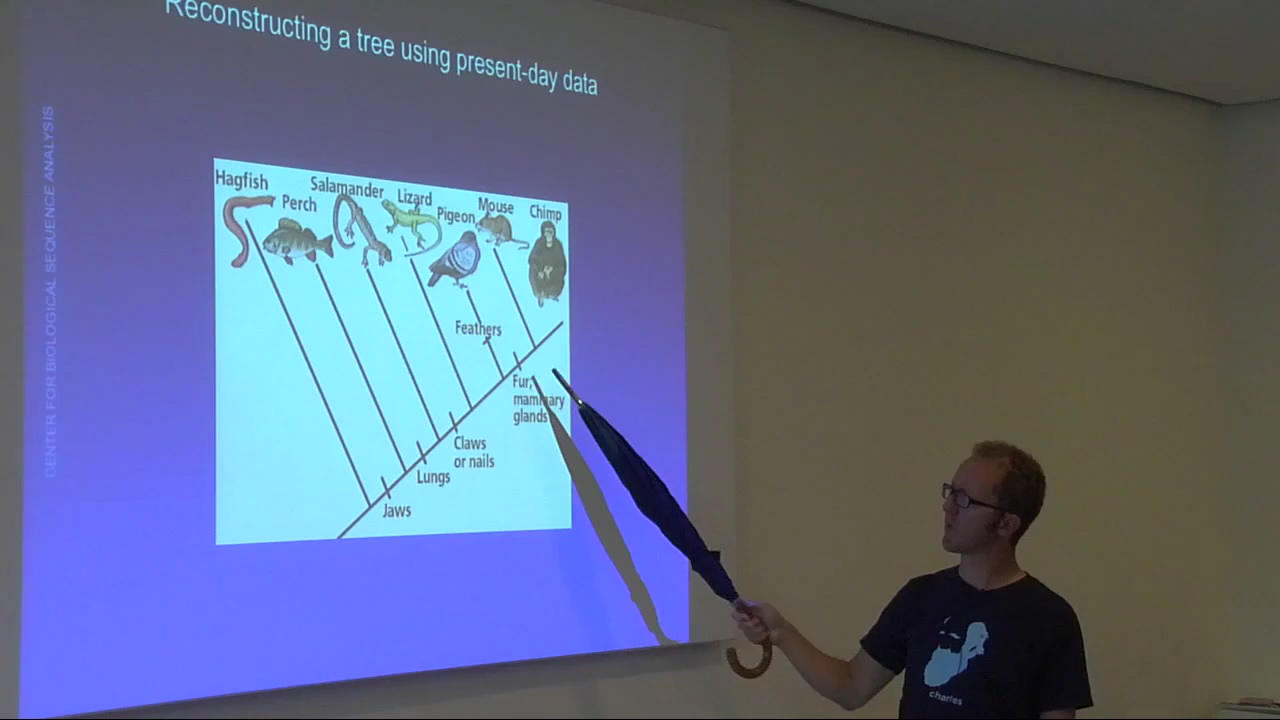 Reconstructing a tree using present-day data
CENTER FOR BIOLOGICAL SEQUENCE ANALYSIS
Hagfish
Perch
Salamander
Lizard
Pigeon
Mouse
Chimp
Feathers
Fur,
mammary
glands
Claws
or nails
Lungs
Jaws
charles